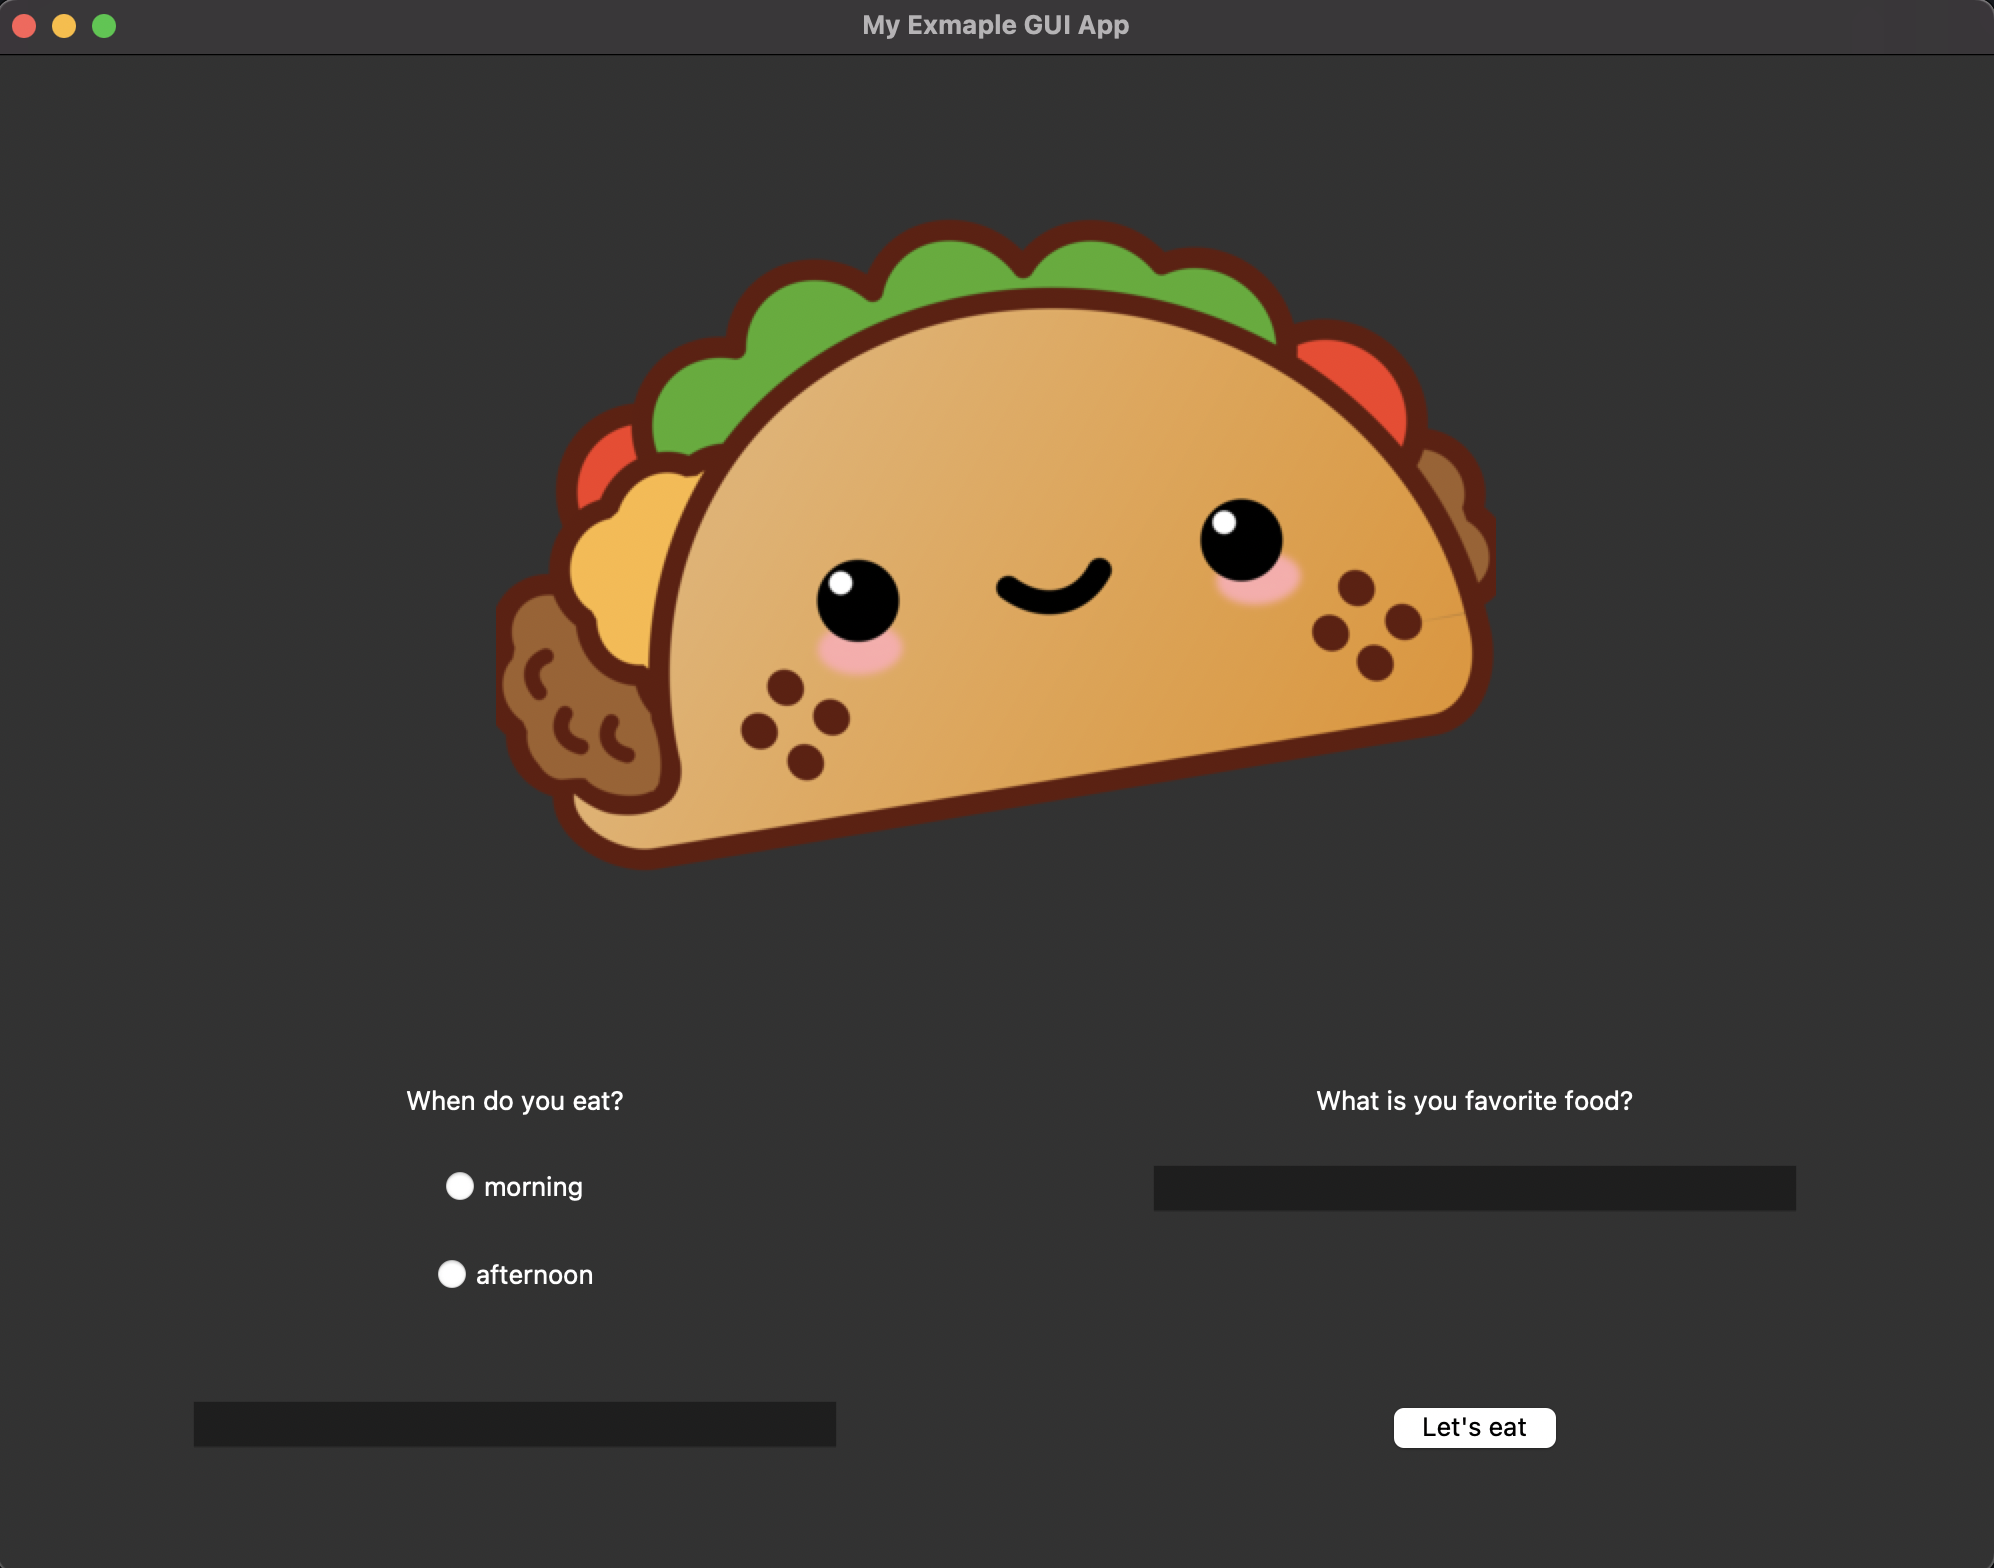 My Exmaple GUI App
When do you eat?
What is you favorite food?
morning
afternoon
Let's eat